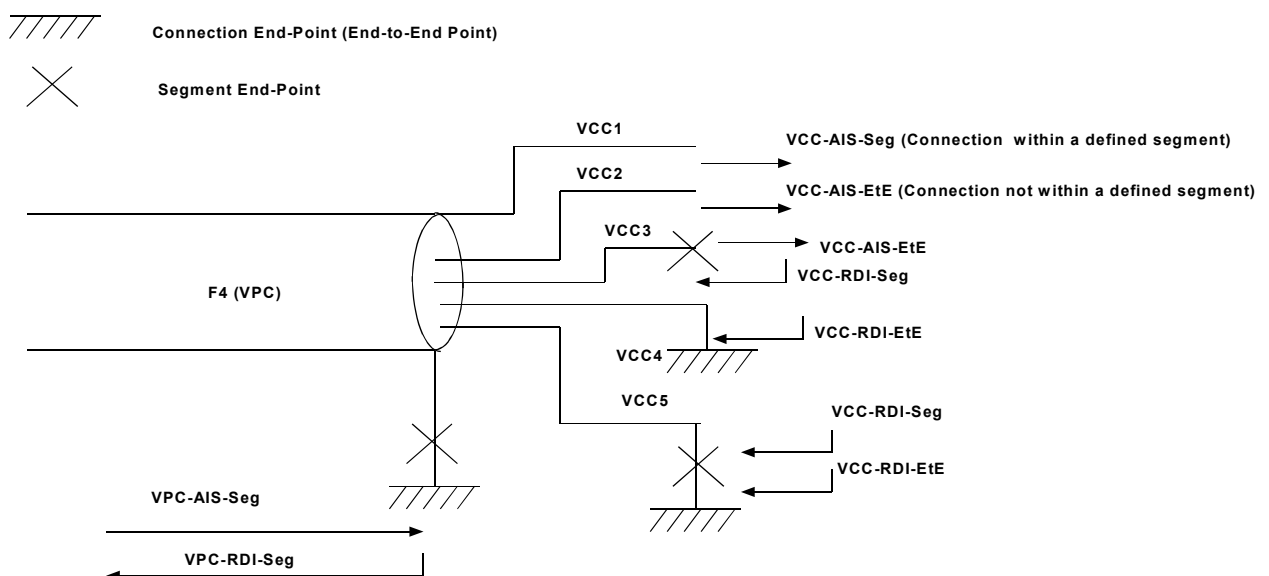 Connection End-Point (End-to-End Point)
Segment End-Point
VCC1
VCC-AIS-Seg (Connection within a defined segment)
VCC2
VCC-AIS-EtE (Connection not within a defined segment)
VCC3
VCC-AIS-EtE
VCC-RDI-Seg
F4 (VPC)
VCC-RDI-EtE
VCC4
VCC5
VCC-RDI-Seg
VCC-RDI-EtE
VPC-AIS-Seg
VPC-RDI-Seg